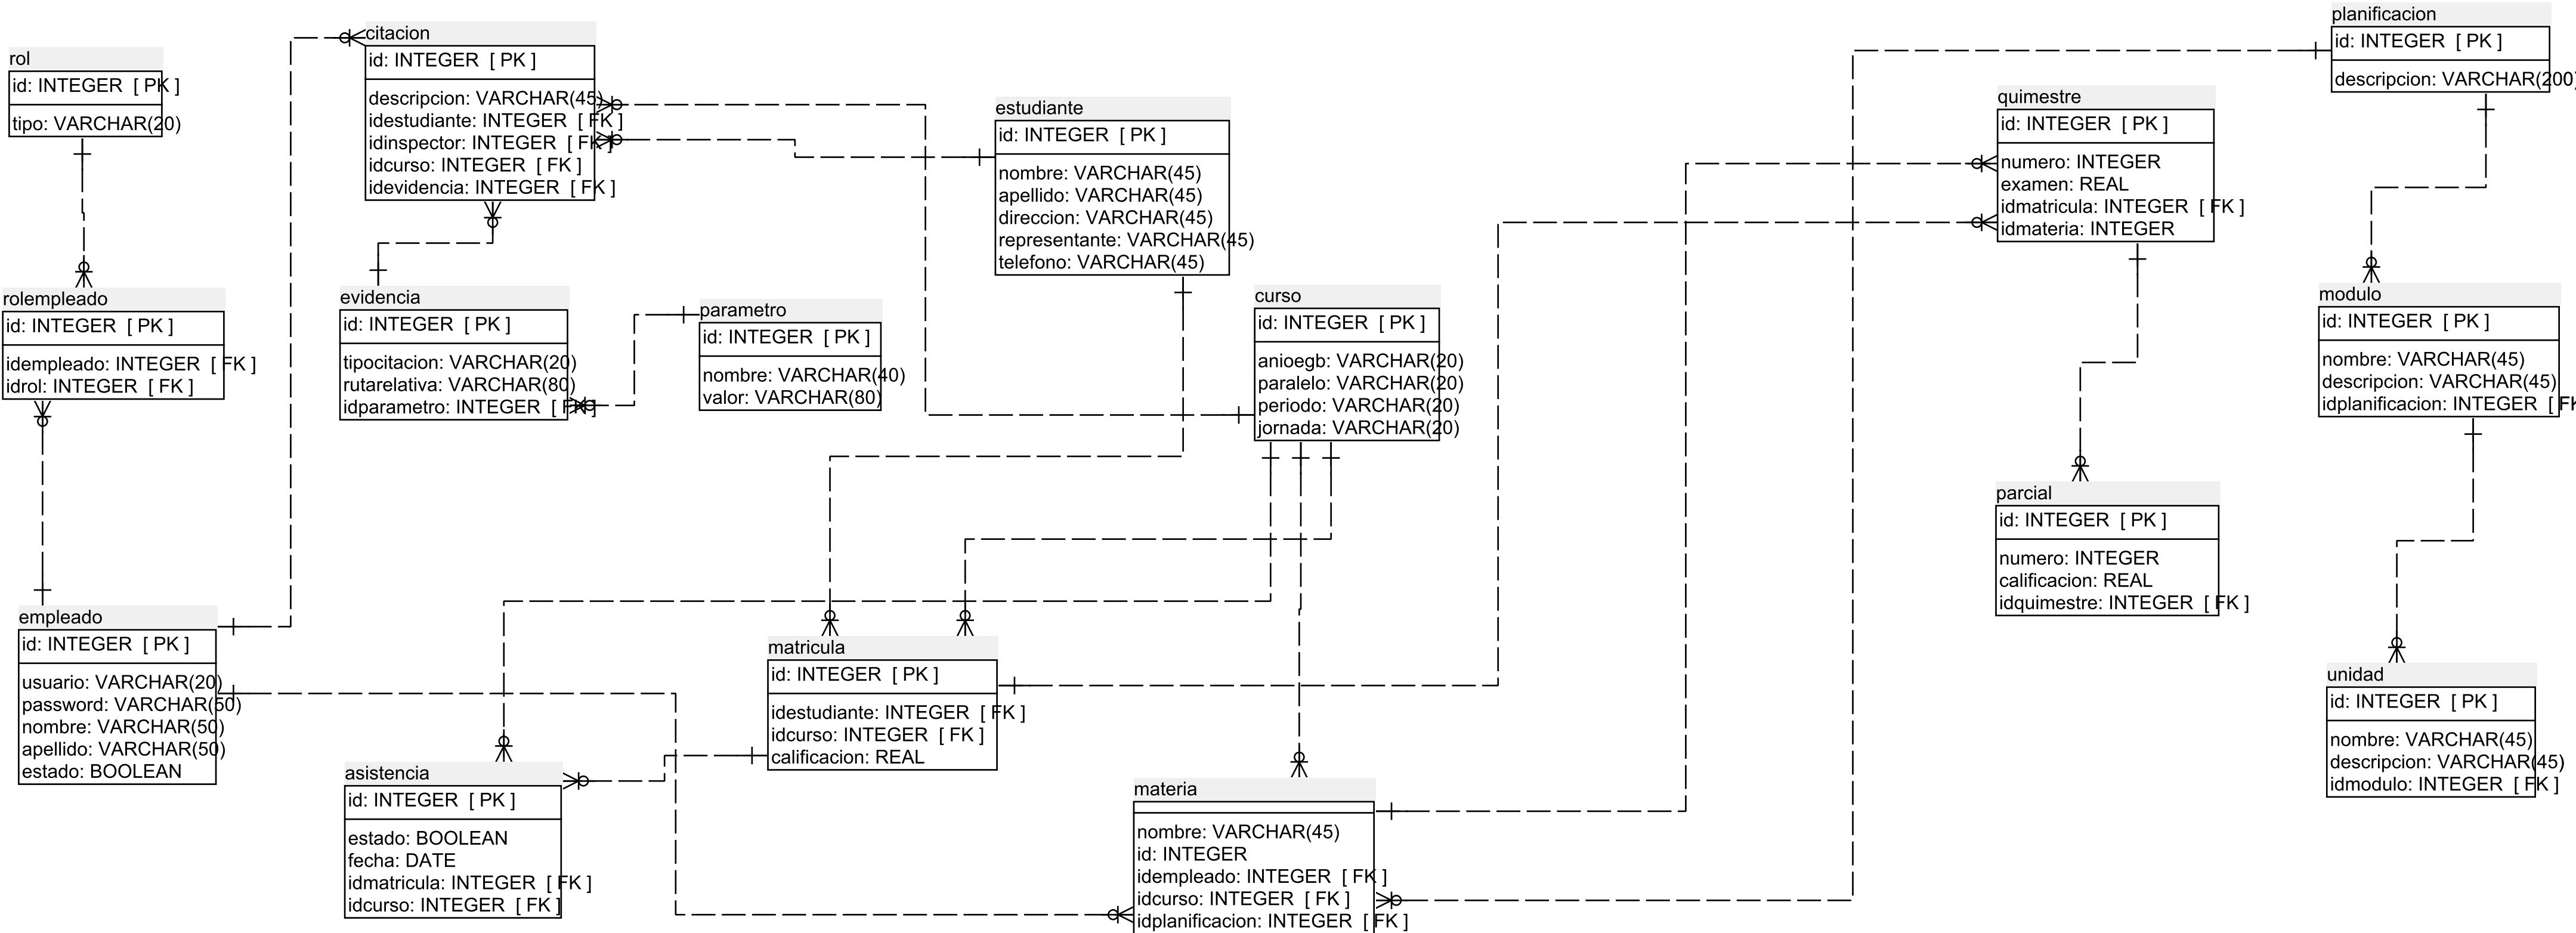 rol
id: INTEGER [ PK ]
tipo: VARCHAR(20)
rolempleado
id: INTEGER [ PK ]
idempleado: INTEGER [ FK ]
idrol: INTEGER [ FK ]
empleado
id: INTEGER [ PK ]
usuario: VARCHAR(20)
password: VARCHAR(50)
nombre: VARCHAR(50)
apellido: VARCHAR(50)
estado: BOOLEAN
citacion
id: INTEGER [ PK ]
descripcion: VARCHAR(45)
idestudiante: INTEGER [ FK ]
idinspector: INTEGER [ FK ]
idcurso: INTEGER [ FK ]
idevidencia: INTEGER [ FK ]
evidencia
id: INTEGER [ PK ]
tipocitacion: VARCHAR(20)
rutarelativa: VARCHAR(80)
idparametro: INTEGER [ FK ]
parametro
id: INTEGER [ PK ]
nombre: VARCHAR(40)
valor: VARCHAR(80)
asistencia
id: INTEGER [ PK ]
estado: BOOLEAN
fecha: DATE
idmatricula: INTEGER [ FK ]
idcurso: INTEGER [ FK ]
estudiante
id: INTEGER [ PK ]
nombre: VARCHAR(45)
apellido: VARCHAR(45)
direccion: VARCHAR(45)
representante: VARCHAR(45)
telefono: VARCHAR(45)
matricula
id: INTEGER [ PK ]
idestudiante: INTEGER [ FK ]
idcurso: INTEGER [ FK ]
calificacion: REAL
curso
id: INTEGER [ PK ]
anioegb: VARCHAR(20)
paralelo: VARCHAR(20)
periodo: VARCHAR(20)
jornada: VARCHAR(20)
materia
nombre: VARCHAR(45)
id: INTEGER
idempleado: INTEGER [ FK ]
idcurso: INTEGER [ FK ]
idplanificacion: INTEGER [ FK ]
quimestre
id: INTEGER [ PK ]
numero: INTEGER
examen: REAL
idmatricula: INTEGER [ FK ]
idmateria: INTEGER
parcial
id: INTEGER [ PK ]
numero: INTEGER
calificacion: REAL
idquimestre: INTEGER [ FK ]
planificacion
id: INTEGER [ PK ]
descripcion: VARCHAR(200)
modulo
id: INTEGER [ PK ]
nombre: VARCHAR(45)
descripcion: VARCHAR(45)
idplanificacion: INTEGER [ FK
unidad
id: INTEGER [ PK ]
nombre: VARCHAR(45)
descripcion: VARCHAR(45)
idmodulo: INTEGER [ FK ]